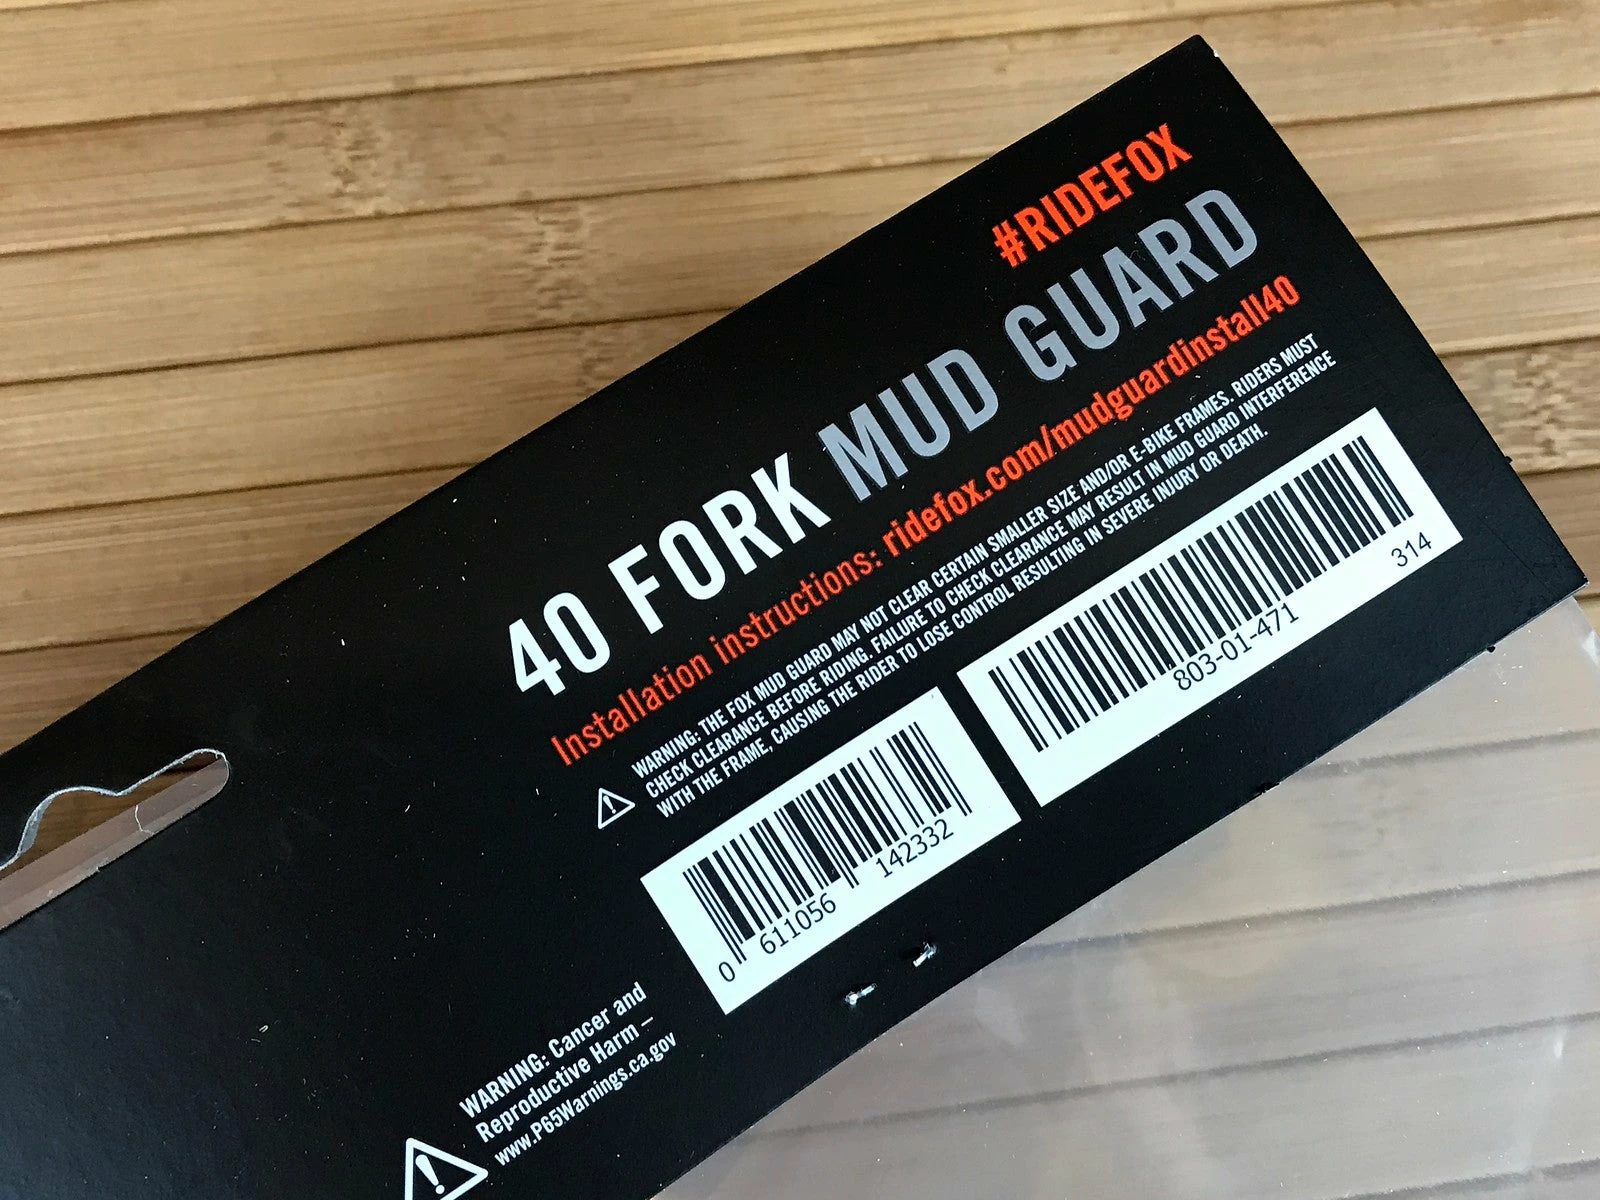 #RIDEFOX
40 FORK MUD GUARD
Installation instructions: ridefox.com/mudguardinstall40
WARNING: THE FOX MUD GUARD MAY NOT CLEAR CERTAIN SMALLER SIZE AND/OR E-BIKE FRAMES. RIDERS MUST
CHECK CLEARANCE BEFORE RIDING. FAILURE TO CHECK CLEARANCE MAY RESULT IN MUD GUARD INTERFERENCE
WITH THE FRAME, CAUSING THE RIDER TO LOSE CONTROL RESULTING IN SEVERE INJURY OR DEATH.
0 611056 142332
803-01-471 314
WARNING: Cancer and
Reproductive Harm –
www.P65Warnings.ca.gov